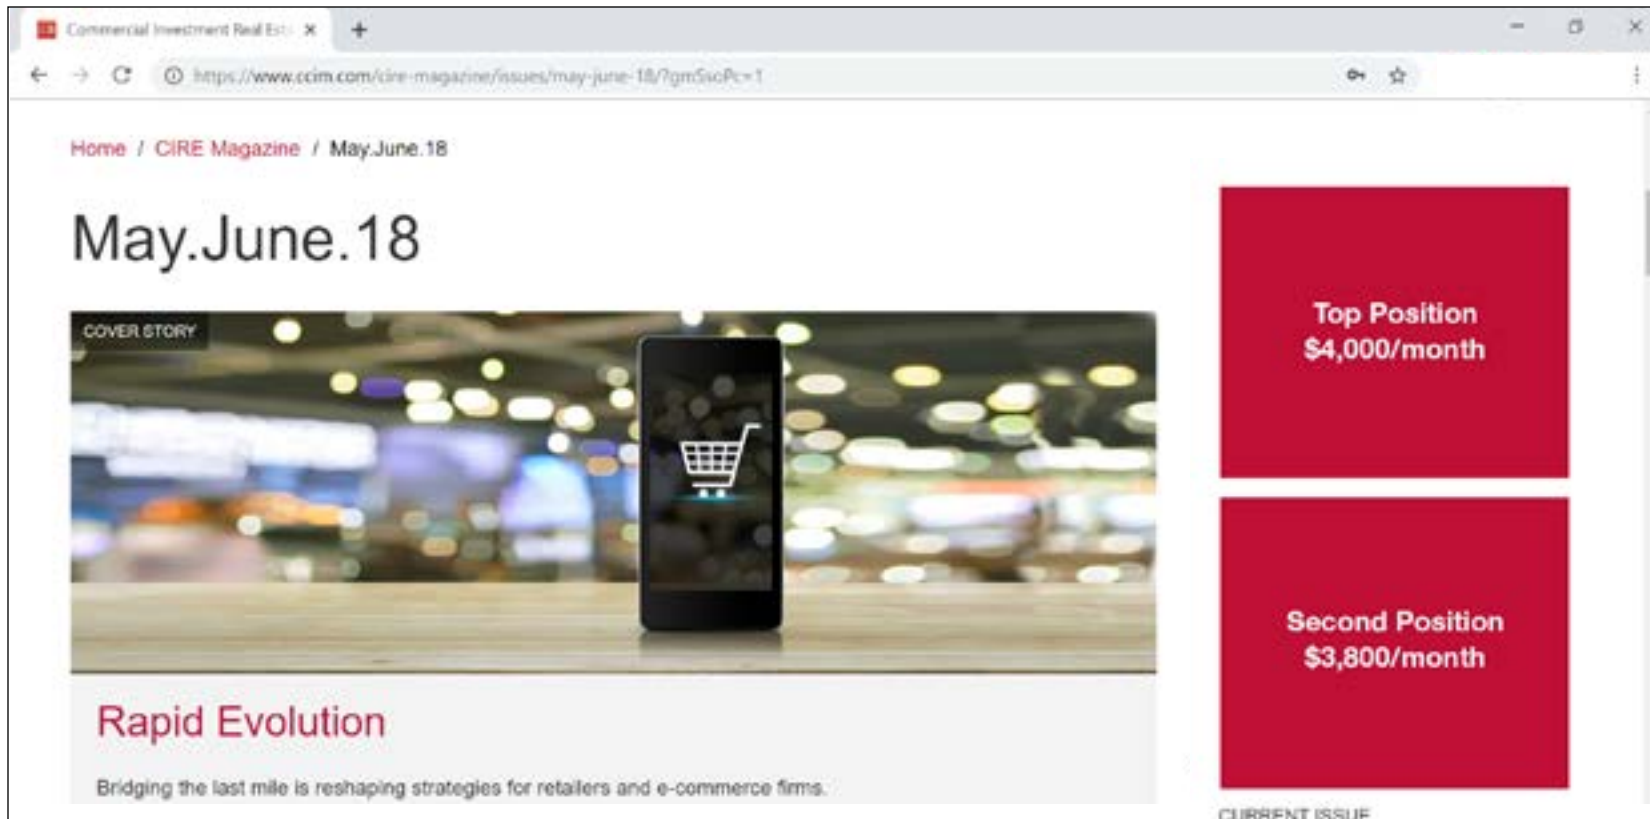 Commercial Investment Real Est
https://www.ccim.com/cire-magazine/issues/may-june-18/?gmSsoPc=1
Home / CIRE Magazine / May.June.18
May.June.18
COVER STORY
Rapid Evolution
Bridging the last mile is reshaping strategies for retailers and e-commerce firms.
Top Position
$4,000/month
Second Position
$3,800/month
CURRENT ISSUE